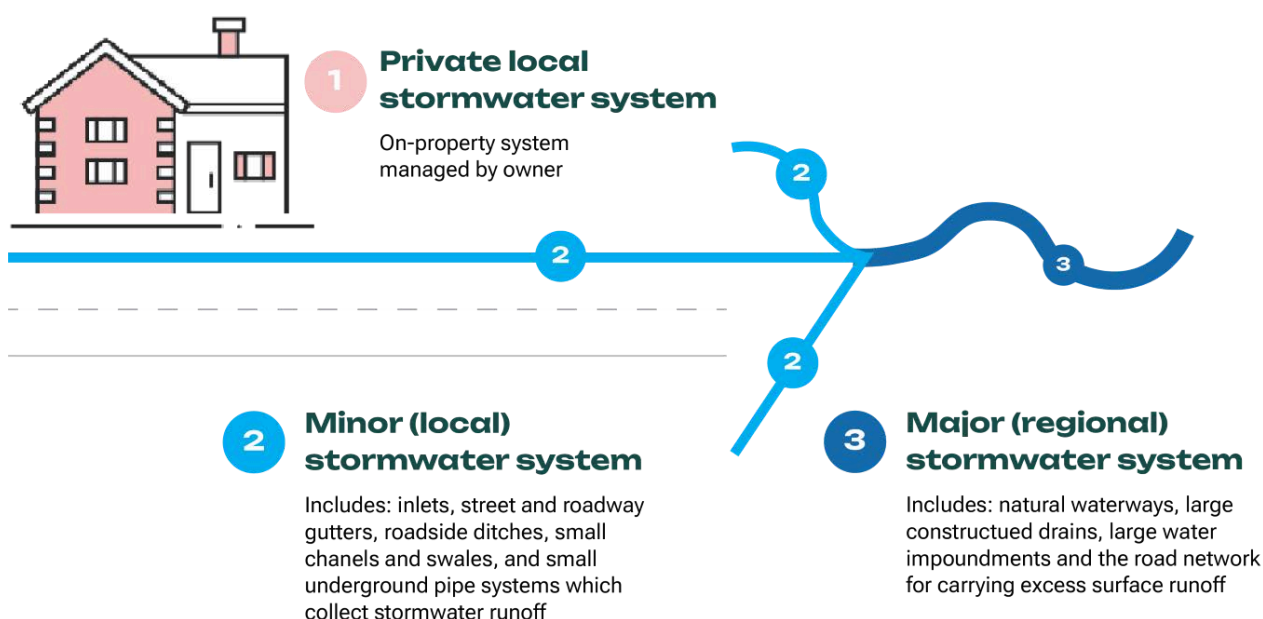 1
Private local
stormwater system
On-property system
managed by owner
2
2
3
2
2
Minor (local)
stormwater system
Includes: inlets, street and roadway
gutters, roadside ditches, small
chanels and swales, and small
underground pipe systems which
collect stormwater runoff
3
Major (regional)
stormwater system
Includes: natural waterways, large
constructued drains, large water
impoundments and the road network
for carrying excess surface runoff